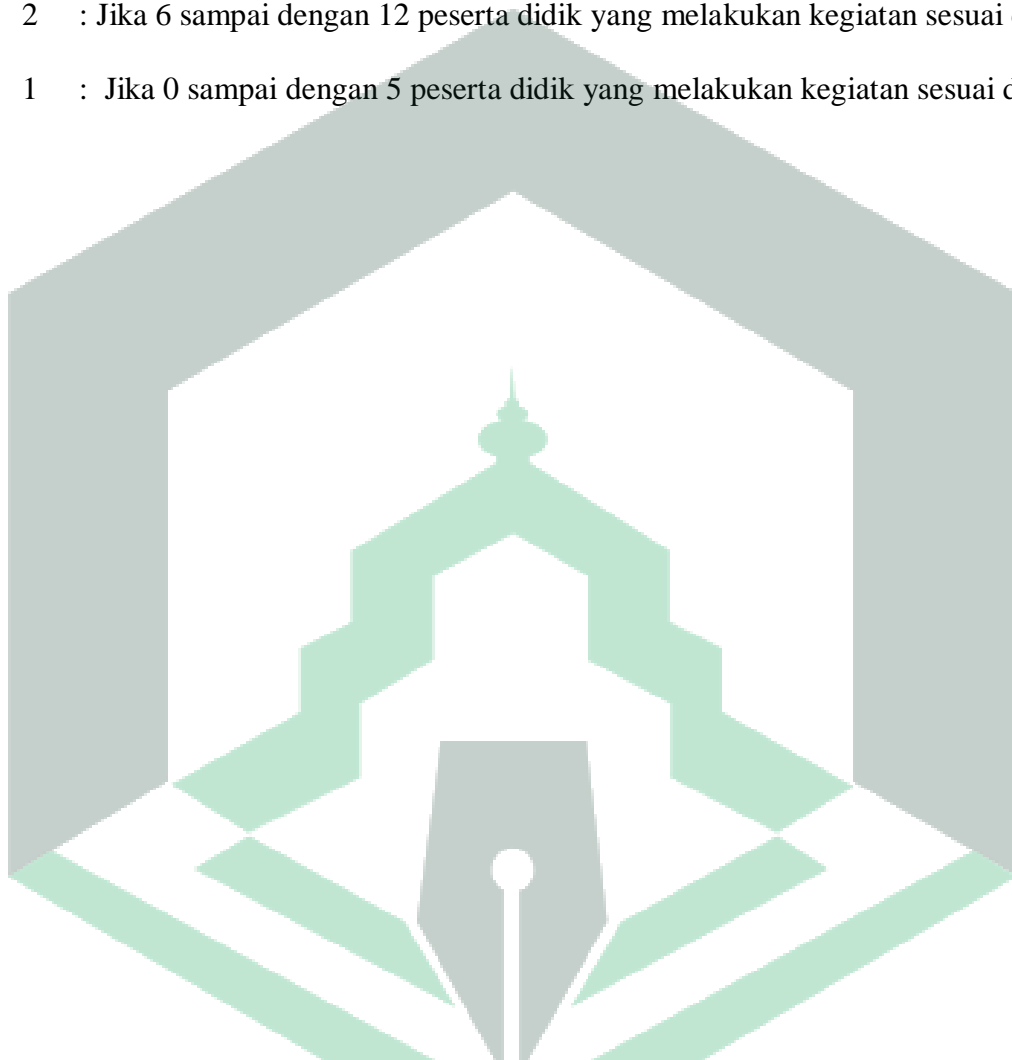 2 : Jika 6 sampai dengan 12 peserta didik yang melakukan kegiatan sesuai
1 : Jika 0 sampai dengan 5 peserta didik yang melakukan kegiatan sesuai